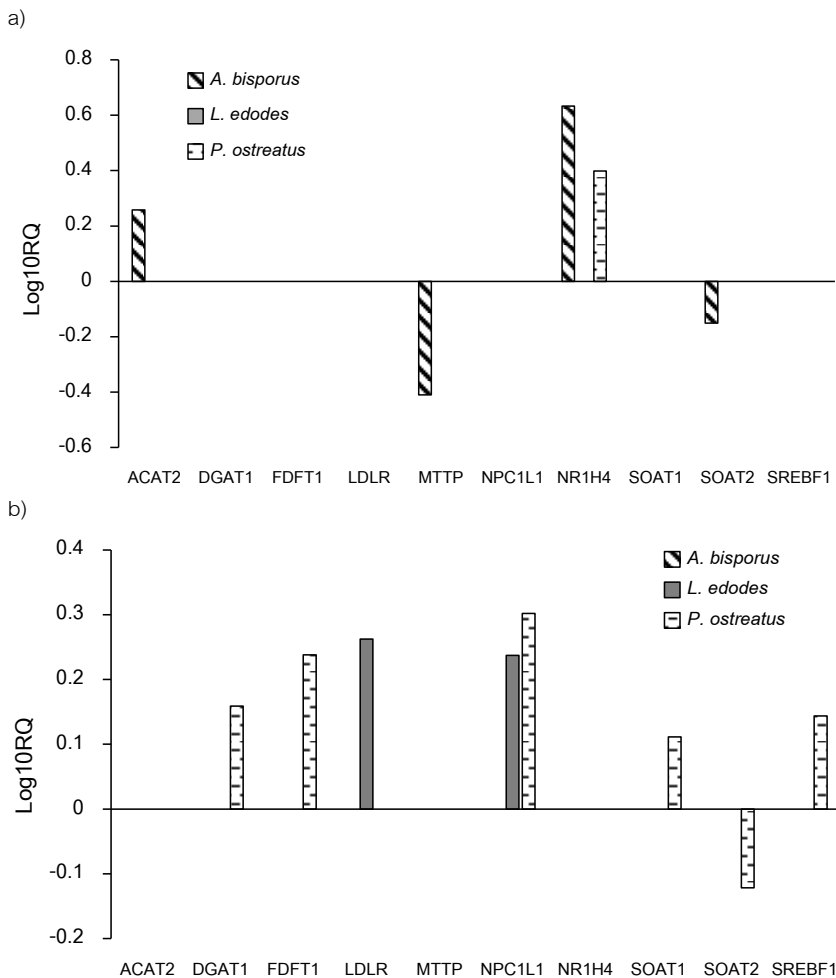 a)
0.8
A. bisporus
0.6
L. edodes
P. ostreatus
0.4
0.2
0
-0.2
-0.4
-0.6
Log10RQ
ACAT2 DGAT1 FDFT1 LDLR MTTP NPC1L1 NR1H4 SOAT1 SOAT2 SREBF1
b)
0.4
A. bisporus
L. edodes
0.3
P. ostreatus
0.2
0.1
0
-0.1
-0.2
Log10RQ
ACAT2 DGAT1 FDFT1 LDLR MTTP NPC1L1 NR1H4 SOAT1 SOAT2 SREBF1